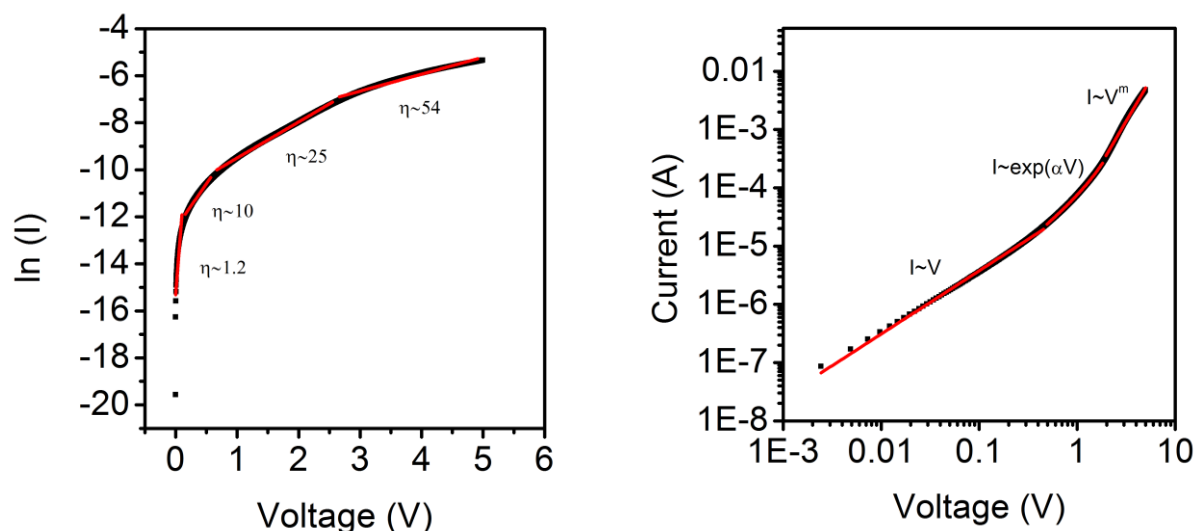 -4
-6
-8
-10
-12
-14
-16
-18
-20
ln (I)
η~54
η~25
η~10
η~1.2
0 1 2 3 4 5 6
Voltage (V)
0.01
1E-3
1E-4
1E-5
1E-6
1E-7
1E-8
Current (A)
I~Vᵐ
I~exp(αV)
I~V
1E-3 0.01 0.1 1 10
Voltage (V)